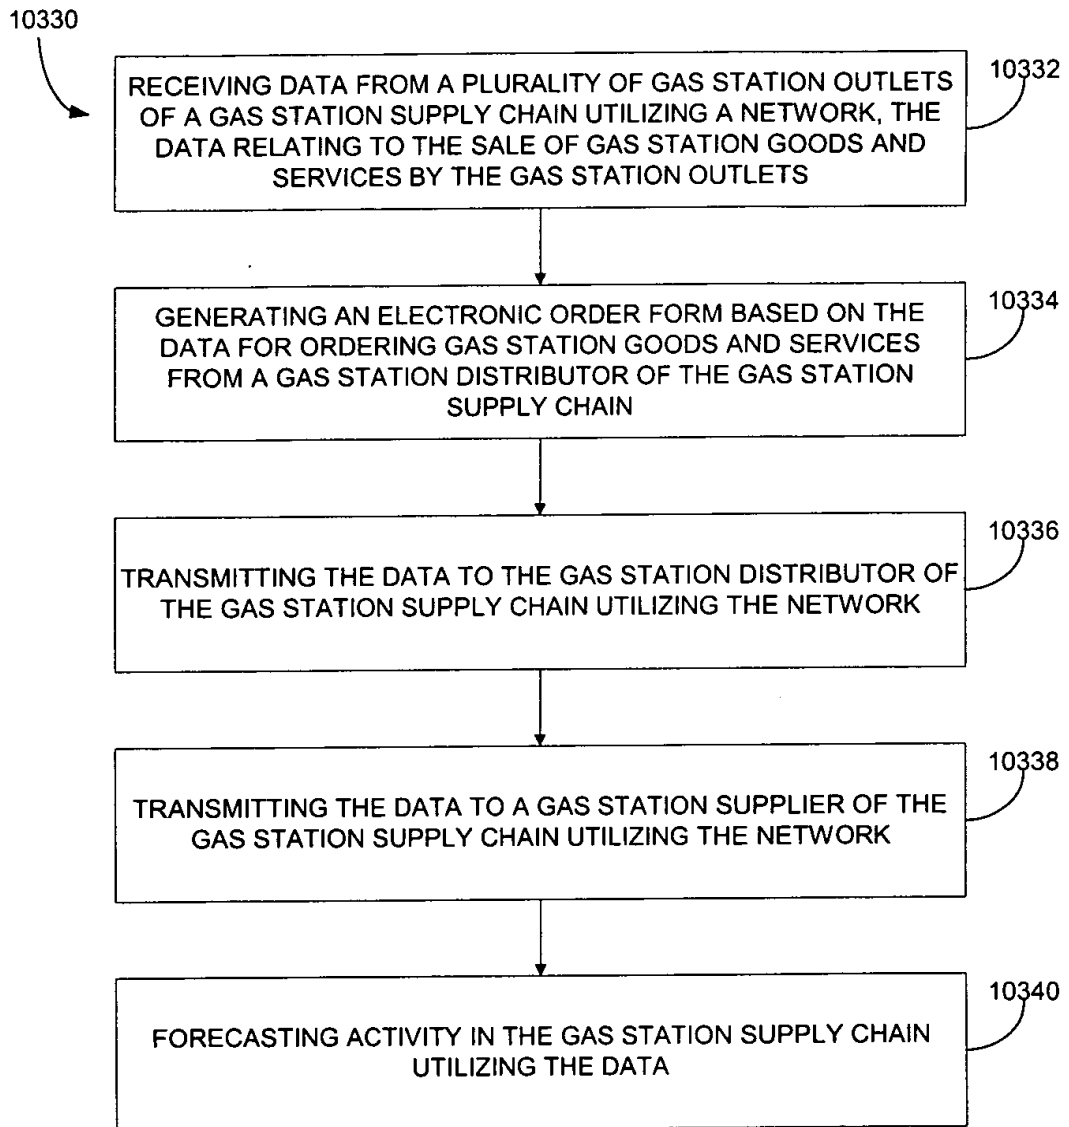 10330
RECEIVING DATA FROM A PLURALITY OF GAS STATION OUTLETS
OF A GAS STATION SUPPLY CHAIN UTILIZING A NETWORK, THE
DATA RELATING TO THE SALE OF GAS STATION GOODS AND
SERVICES BY THE GAS STATION OUTLETS
10332
GENERATING AN ELECTRONIC ORDER FORM BASED ON THE
DATA FOR ORDERING GAS STATION GOODS AND SERVICES
FROM A GAS STATION DISTRIBUTOR OF THE GAS STATION
SUPPLY CHAIN
10334
TRANSMITTING THE DATA TO THE GAS STATION DISTRIBUTOR OF
THE GAS STATION SUPPLY CHAIN UTILIZING THE NETWORK
10336
TRANSMITTING THE DATA TO A GAS STATION SUPPLIER OF THE
GAS STATION SUPPLY CHAIN UTILIZING THE NETWORK
10338
FORECASTING ACTIVITY IN THE GAS STATION SUPPLY CHAIN
UTILIZING THE DATA
10340